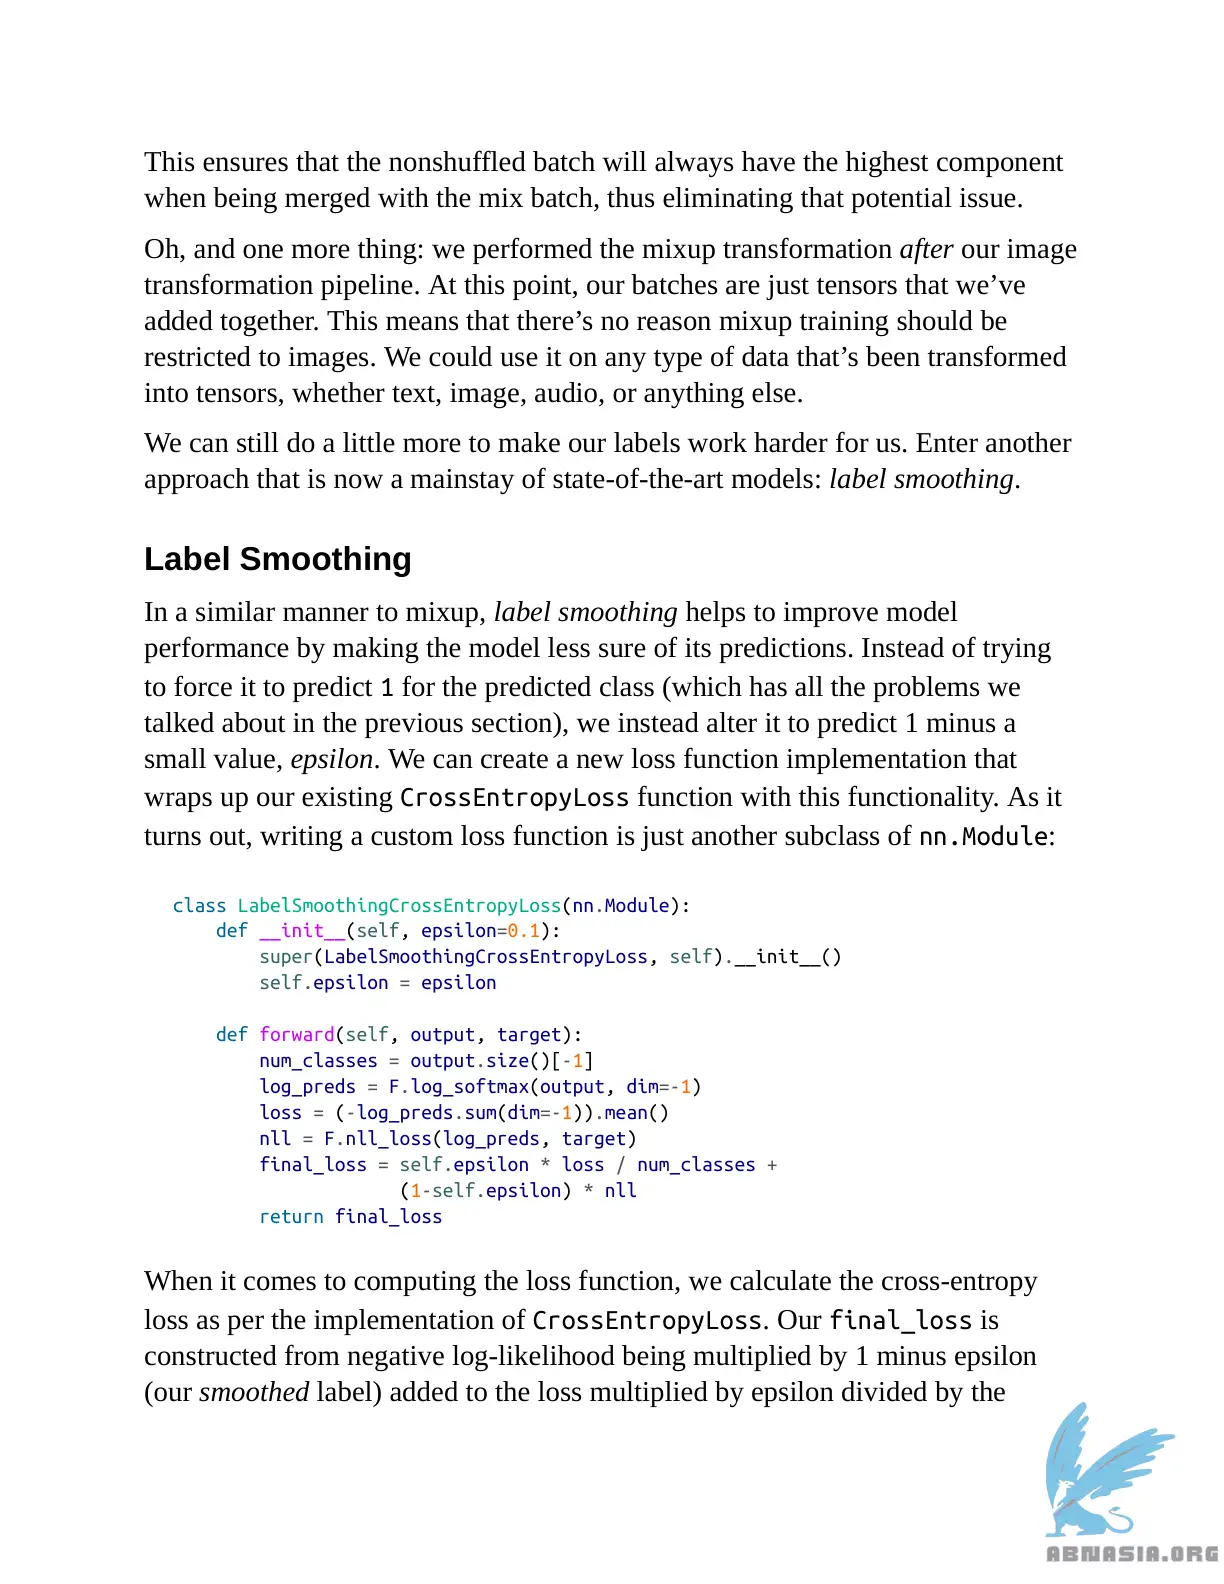 This ensures that the nonshuffled batch will always have the highest component
when being merged with the mix batch, thus eliminating that potential issue.
Oh, and one more thing: we performed the mixup transformation after our image
transformation pipeline. At this point, our batches are just tensors that we’ve
added together. This means that there’s no reason mixup training should be
restricted to images. We could use it on any type of data that’s been transformed
into tensors, whether text, image, audio, or anything else.
We can still do a little more to make our labels work harder for us. Enter another
approach that is now a mainstay of state-of-the-art models: label smoothing.
Label Smoothing
In a similar manner to mixup, label smoothing helps to improve model
performance by making the model less sure of its predictions. Instead of trying
to force it to predict 1 for the predicted class (which has all the problems we
talked about in the previous section), we instead alter it to predict 1 minus a
small value, epsilon. We can create a new loss function implementation that
wraps up our existing CrossEntropyLoss function with this functionality. As it
turns out, writing a custom loss function is just another subclass of nn.Module:
class LabelSmoothingCrossEntropyLoss(nn.Module):
    def __init__(self, epsilon=0.1):
        super(LabelSmoothingCrossEntropyLoss, self).__init__()
        self.epsilon = epsilon
    def forward(self, output, target):
        num_classes = output.size()[-1]
        log_preds = F.log_softmax(output, dim=-1)
        loss = (-log_preds.sum(dim=-1)).mean()
        nll = F.nll_loss(log_preds, target)
        final_loss = self.epsilon * loss / num_classes +
                     (1-self.epsilon) * nll
        return final_loss
When it comes to computing the loss function, we calculate the cross-entropy
loss as per the implementation of CrossEntropyLoss. Our final_loss is
constructed from negative log-likelihood being multiplied by 1 minus epsilon
(our smoothed label) added to the loss multiplied by epsilon divided by the
ABNASIA.ORG